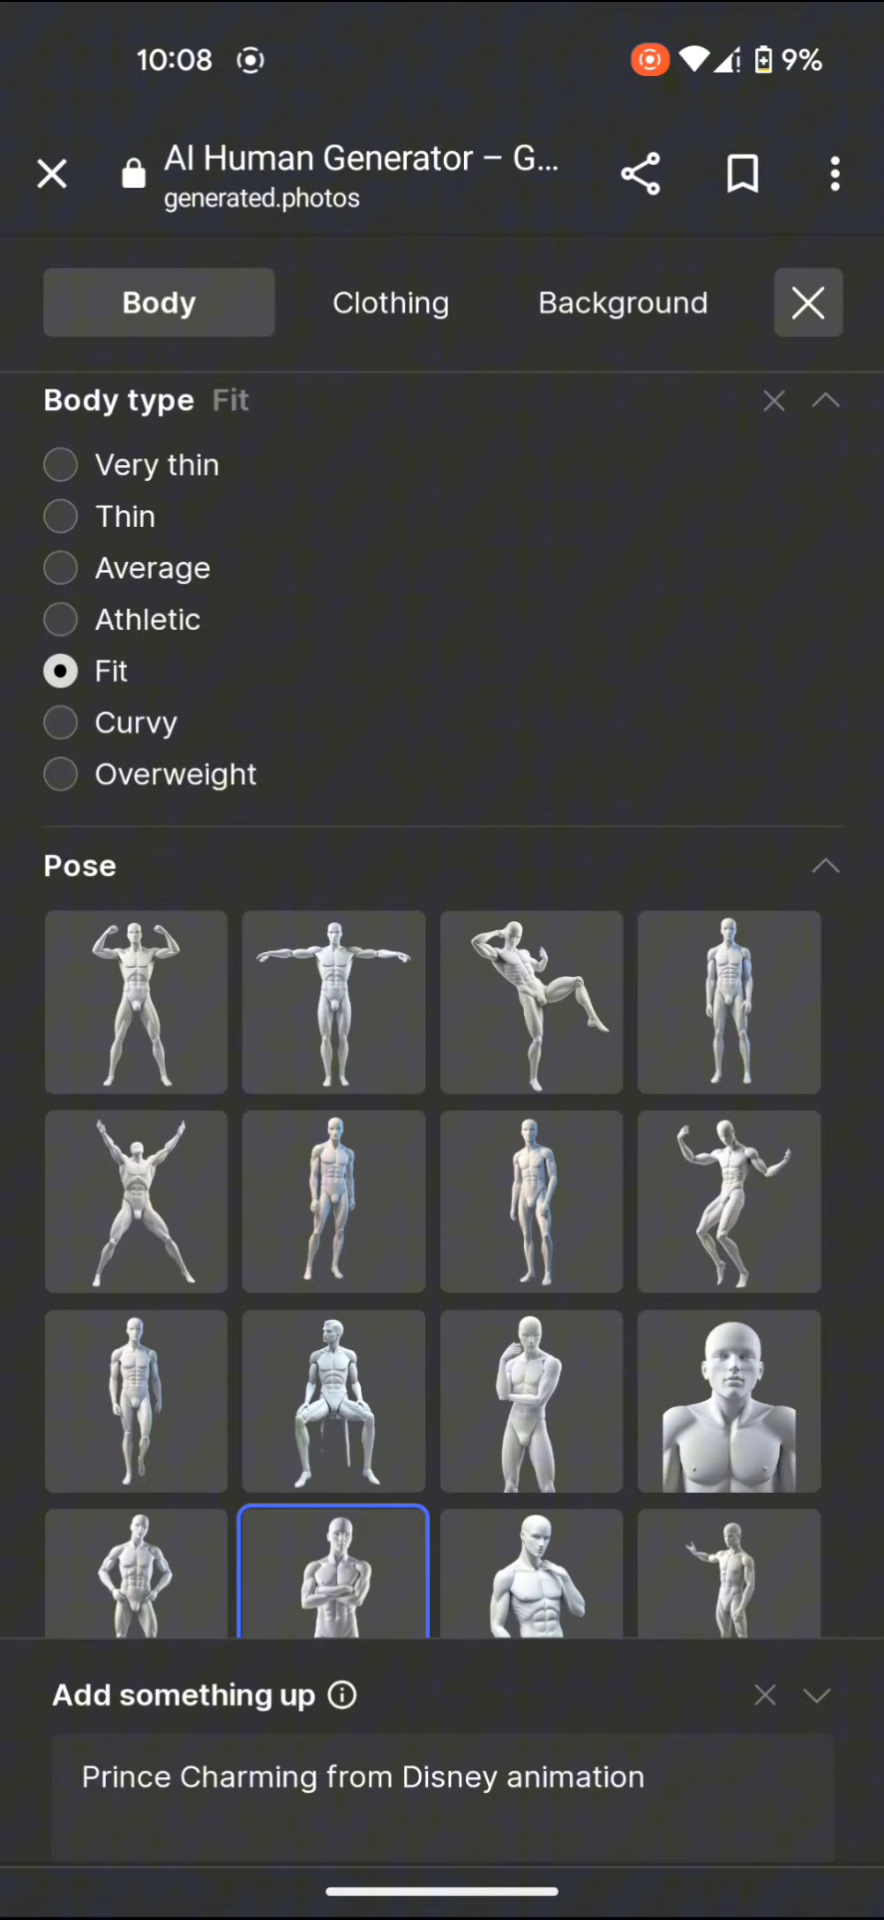 10:08
9%
AI Human Generator – G...
generated.photos
Body
Clothing
Background
Body type Fit
Very thin
Thin
Average
Athletic
Fit
Curvy
Overweight
Pose
Add something up
Prince Charming from Disney animation